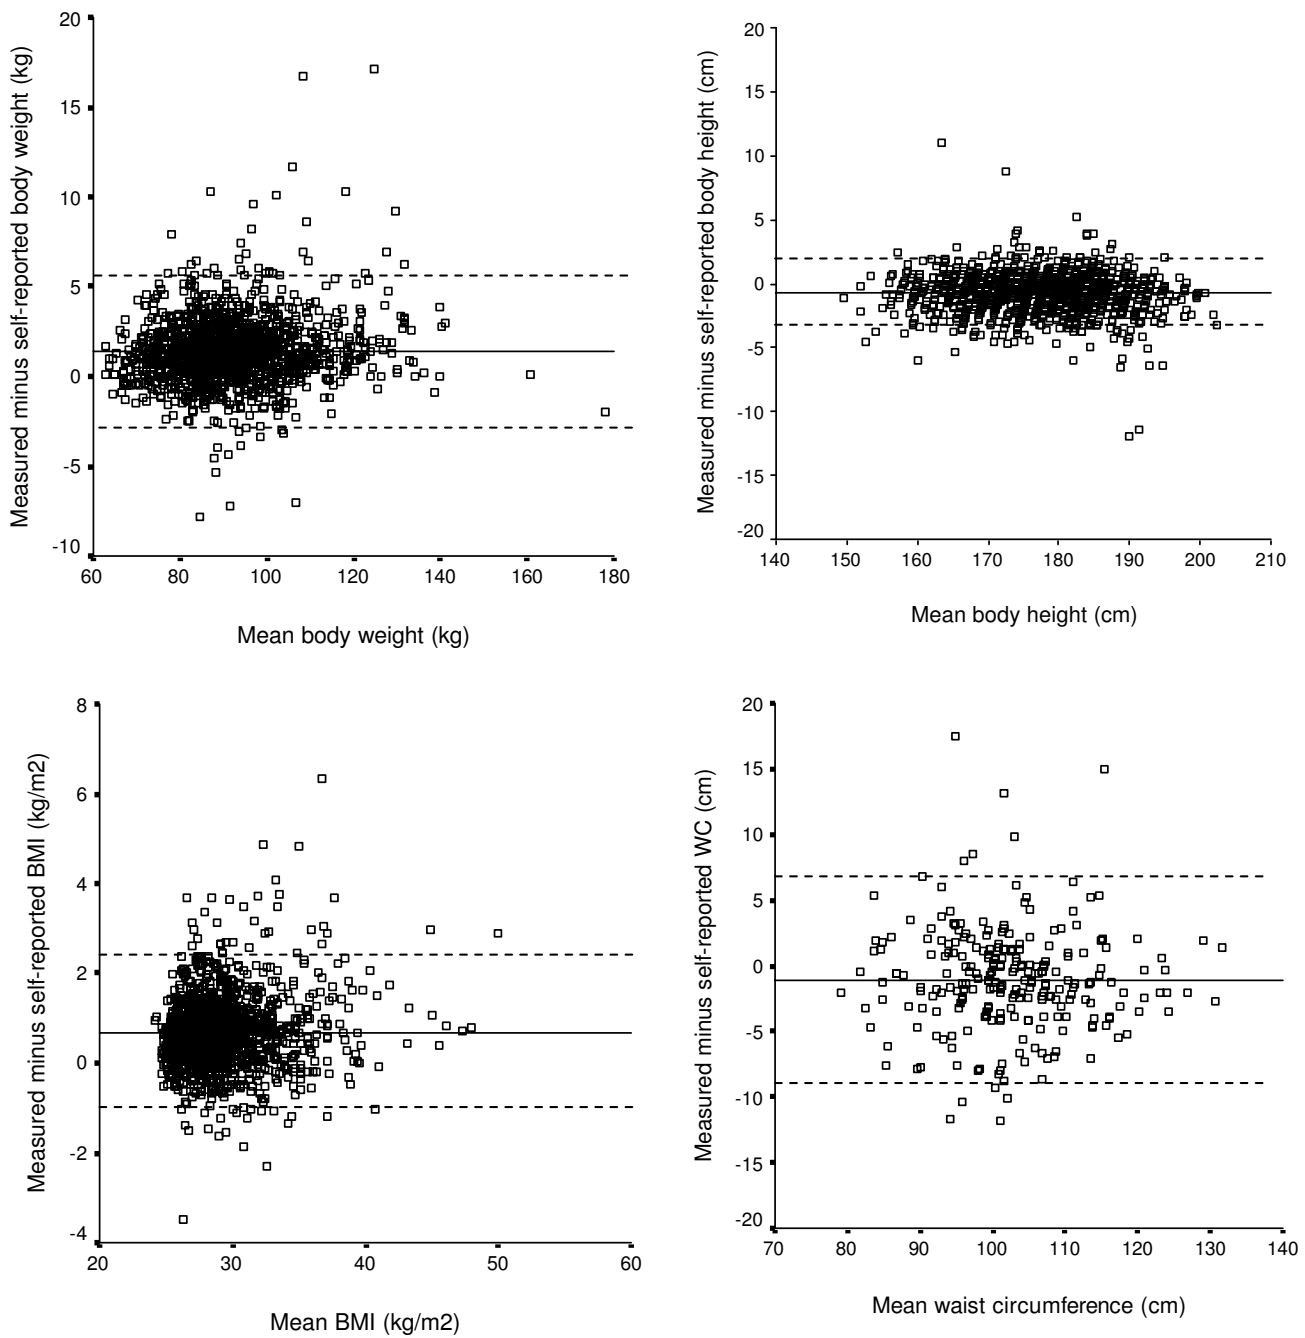 Measured minus self-reported body weight (kg)
20
15
10
5
0
-5
-10
60 80 100 120 140 160 180
Mean body weight (kg)
Measured minus self-reported body height (cm)
20
15
10
5
0
-5
-10
-15
-20
140 150 160 170 180 190 200 210
Mean body height (cm)
Measured minus self-reported BMI (kg/m2)
8
6
4
2
0
-2
-4
20 30 40 50 60
Mean BMI (kg/m2)
Measured minus self-reported WC (cm)
20
15
10
5
0
-5
-10
-15
-20
70 80 90 100 110 120 130 140
Mean waist circumference (cm)